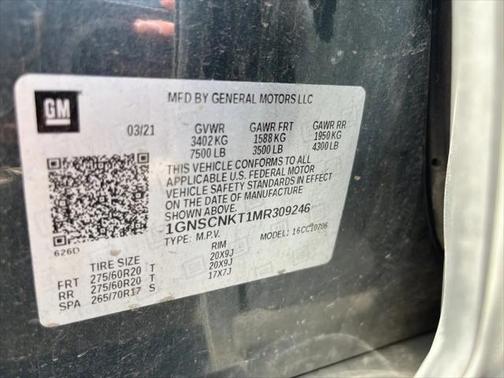 GM
MFD BY GENERAL MOTORS LLC
03/21 GVWR GAWR FRT GAWR RR
3402 KG 1588 KG 1950 KG
7500 LB 3500 LB 4300 LB
THIS VEHICLE CONFORMS TO ALL
APPLICABLE U.S. FEDERAL MOTOR
VEHICLE SAFETY STANDARDS IN EFFECT
ON THE DATE OF MANUFACTURE
SHOWN ABOVE.
1GNSCNKT1MR309246
626D
TYPE: M.P.V. MODEL: 16CC10706
TIRE SIZE RIM
FRT 275/60R20 T 20X9J
RR 275/60R20 T 20X9J
SPA 265/70R17 S 17X7J